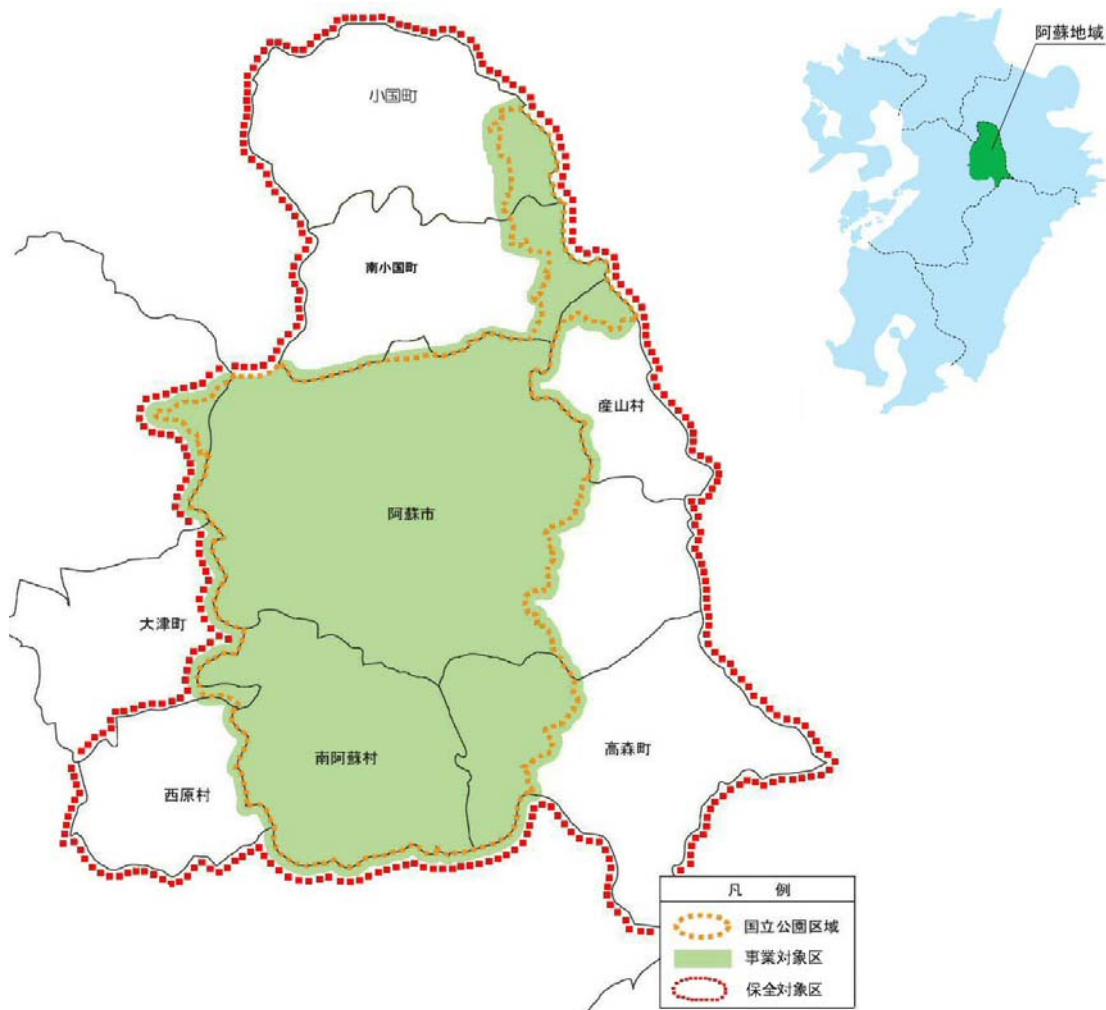 阿蘇地域
小国町
南小国町
産山村
阿蘇市
大津町
南阿蘇村
高森町
西原村
凡 例
国立公園区域
事業対象区
保全対象区